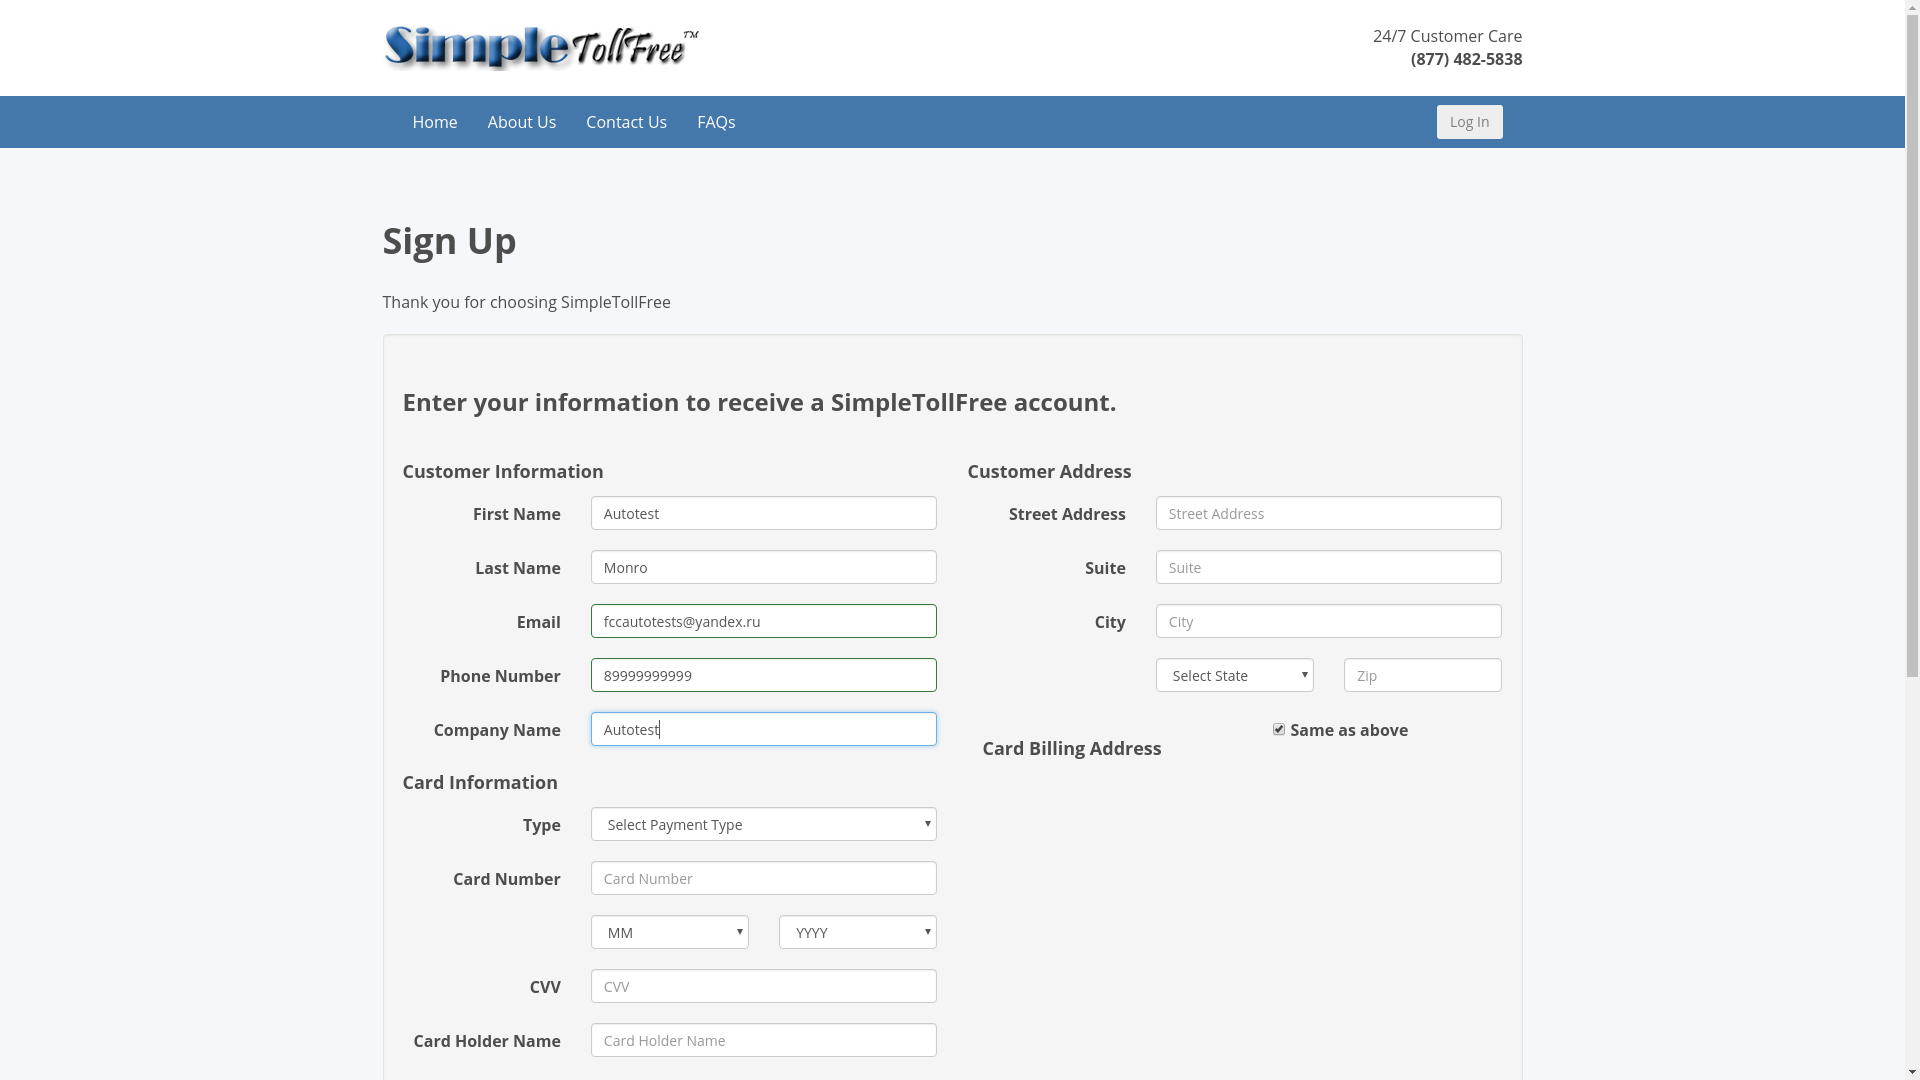 Simple TollFree™
24/7 Customer Care
(877) 482-5838
Home About Us Contact Us FAQs Log In
Sign Up
Thank you for choosing SimpleTollFree
Enter your information to receive a SimpleTollFree account.
Customer Information
First Name Autotest
Last Name Monro
Email fccautotests@yandex.ru
Phone Number 89999999999
Company Name Autotest
Card Information
Type Select Payment Type
Card Number Card Number
MM YYYY
CVV CVV
Card Holder Name Card Holder Name
Customer Address
Street Address Street Address
Suite Suite
City City
Select State Zip
Same as above
Card Billing Address